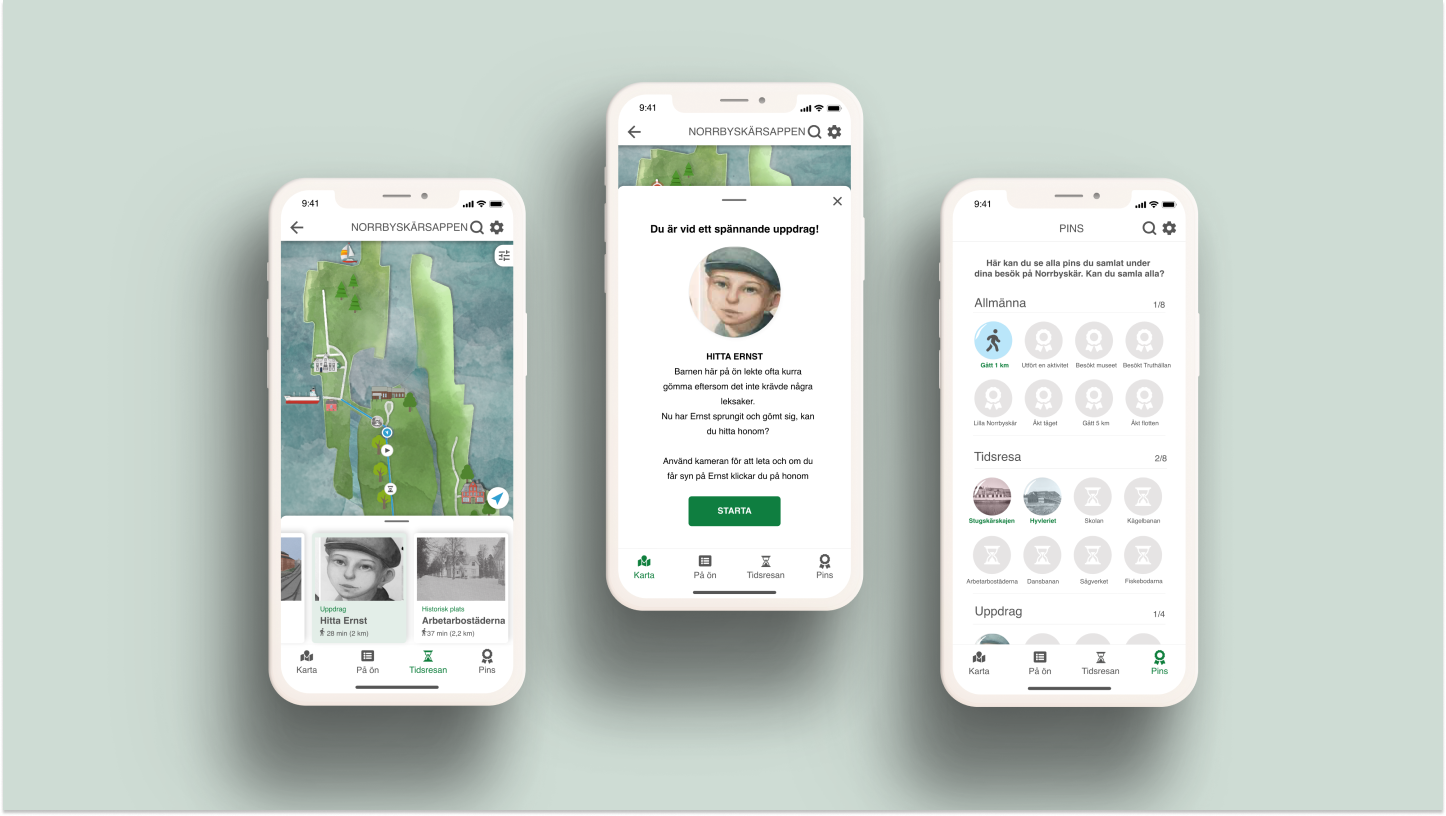 9:41
NORRBYSKÄRSAPPEN
Uppdrag
Hitta Ernst
28 min (2 km)
Historisk plats
Arbetarbostäderna
37 min (2,2 km)
Karta
På ön
Tidsresan
Pins
9:41
NORRBYSKÄRSAPPEN
Du är vid ett spännande uppdrag!
HITTA ERNST
Barnen här på ön lekte ofta kurra
gömma eftersom det inte krävde några
leksaker.
Nu har Ernst sprungit och gömt sig, kan
du hitta honom?
Använd kameran för att leta och om du
får syn på Ernst klickar du på honom
STARTA
Karta
På ön
Tidsresan
Pins
9:41
PINS
Här kan du se alla pins du samlat under
dina besök på Norrbyskär. Kan du samla alla?
Allmänna 1/8
Gått 1 km Utfört en aktivitet Besökt museet Besökt Truthällan
Lilla Norrbyskär Åkt tåget Gått 5 km Åkt flotten
Tidsresa 2/8
Stugskärskajen Hyvleriet Skolan Kägelbanan
Arbetarbostäderna Dansbanan Sågverket Fiskebodarna
Uppdrag 1/4
Karta
På ön
Tidsresan
Pins